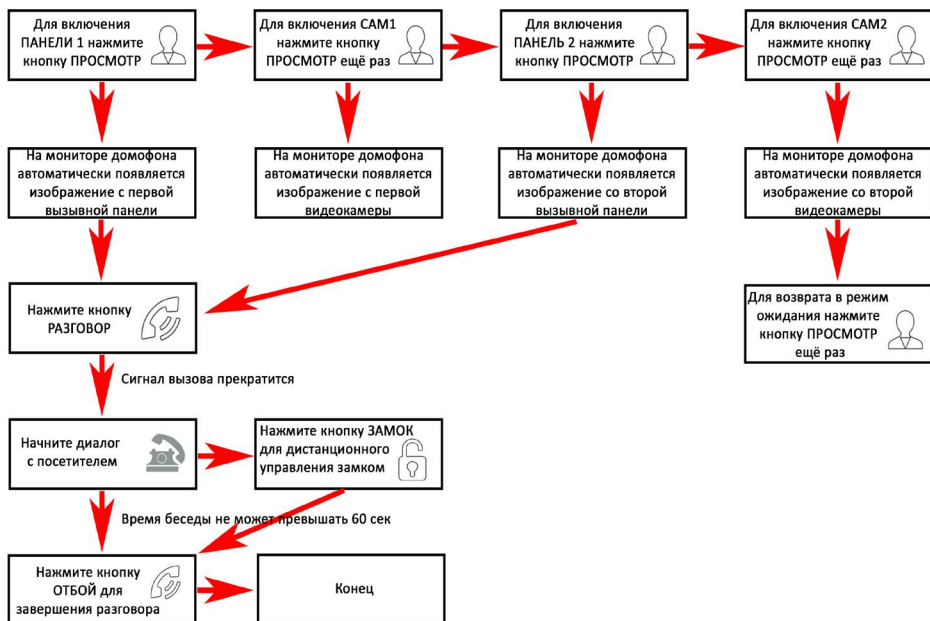 Для включения
ПАНЕЛИ 1 нажмите
кнопку ПРОСМОТР
Для включения САМ1
нажмите кнопку
ПРОСМОТР ещё раз
Для включения
ПАНЕЛЬ 2 нажмите
кнопку ПРОСМОТР
Для включения САМ2
нажмите кнопку
ПРОСМОТР ещё раз
На мониторе домофона
автоматически появляется
изображение с первой
вызывной панели
На мониторе домофона
автоматически появляется
изображение с первой
видеокамеры
На мониторе домофона
автоматически появляется
изображение со второй
вызывной панели
На мониторе домофона
автоматически появляется
изображение со второй
видеокамеры
Нажмите кнопку
РАЗГОВОР
Для возврата в режим
ожидания нажмите
кнопку ПРОСМОТР
ещё раз
Сигнал вызова прекратится
Начните диалог
с посетителем
Нажмите кнопку ЗАМОК
для дистанционного
управления замком
Время беседы не может превышать 60 сек
Нажмите кнопку
ОТБОЙ для
завершения разговора
Конец